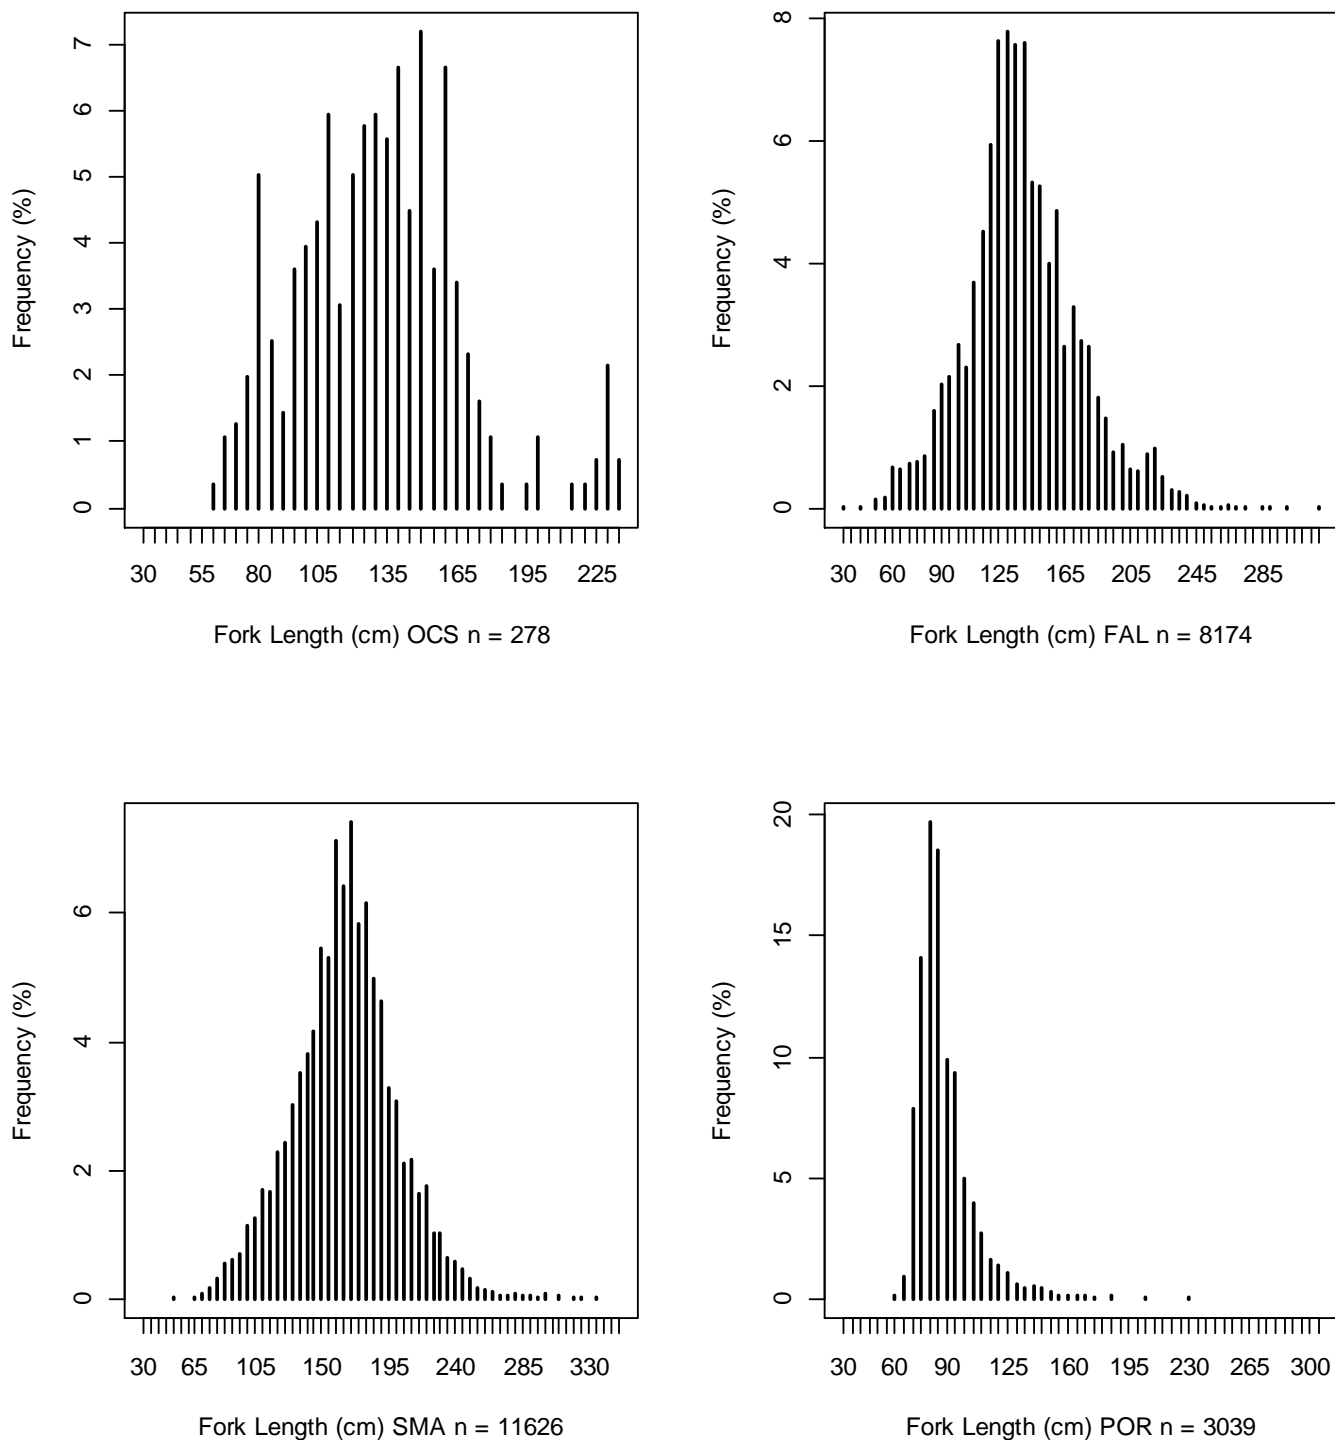 7
6
5
4
3
2
1
0
Frequency (%)
30 55 80 105 135 165 195 225
Fork Length (cm) OCS n = 278
8
6
4
2
0
Frequency (%)
30 60 90 125 165 205 245 285
Fork Length (cm) FAL n = 8174
6
4
2
0
Frequency (%)
30 65 105 150 195 240 285 330
Fork Length (cm) SMA n = 11626
20
15
10
5
0
Frequency (%)
30 60 90 125 160 195 230 265 300
Fork Length (cm) POR n = 3039